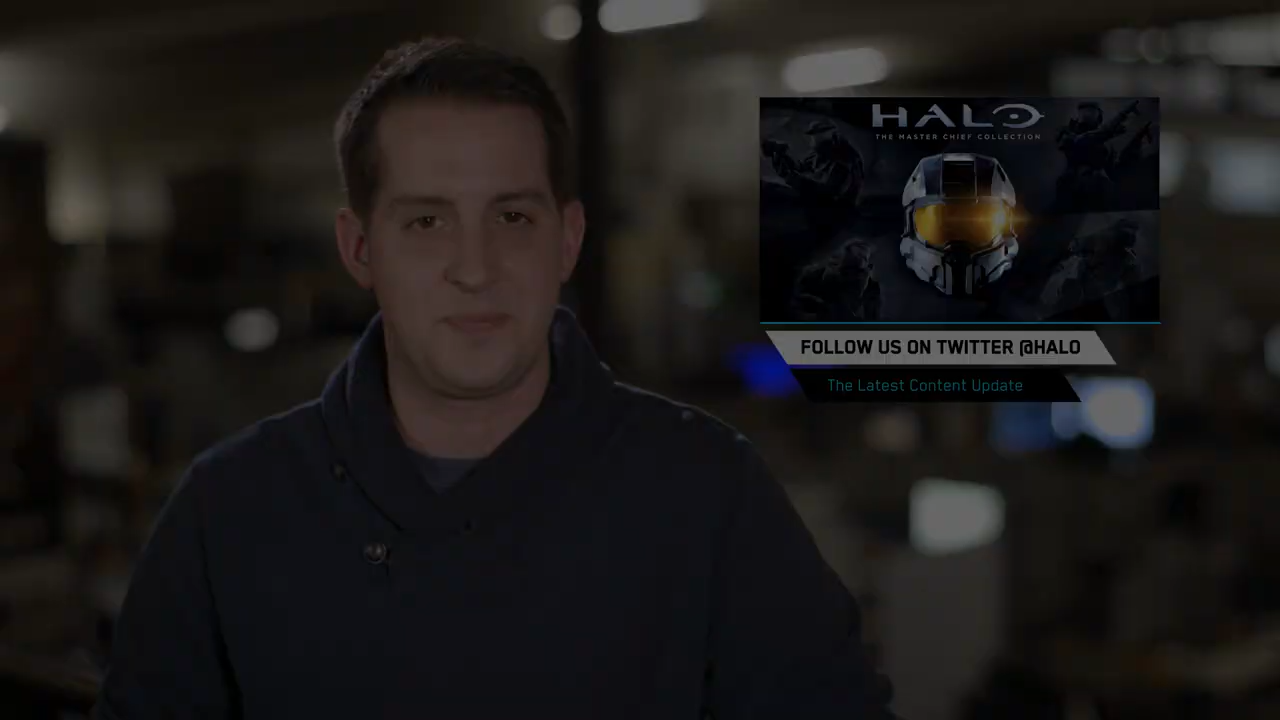 HALO
THE MASTER CHIEF COLLECTION
FOLLOW US ON TWITTER @HALO
The Latest Content Update